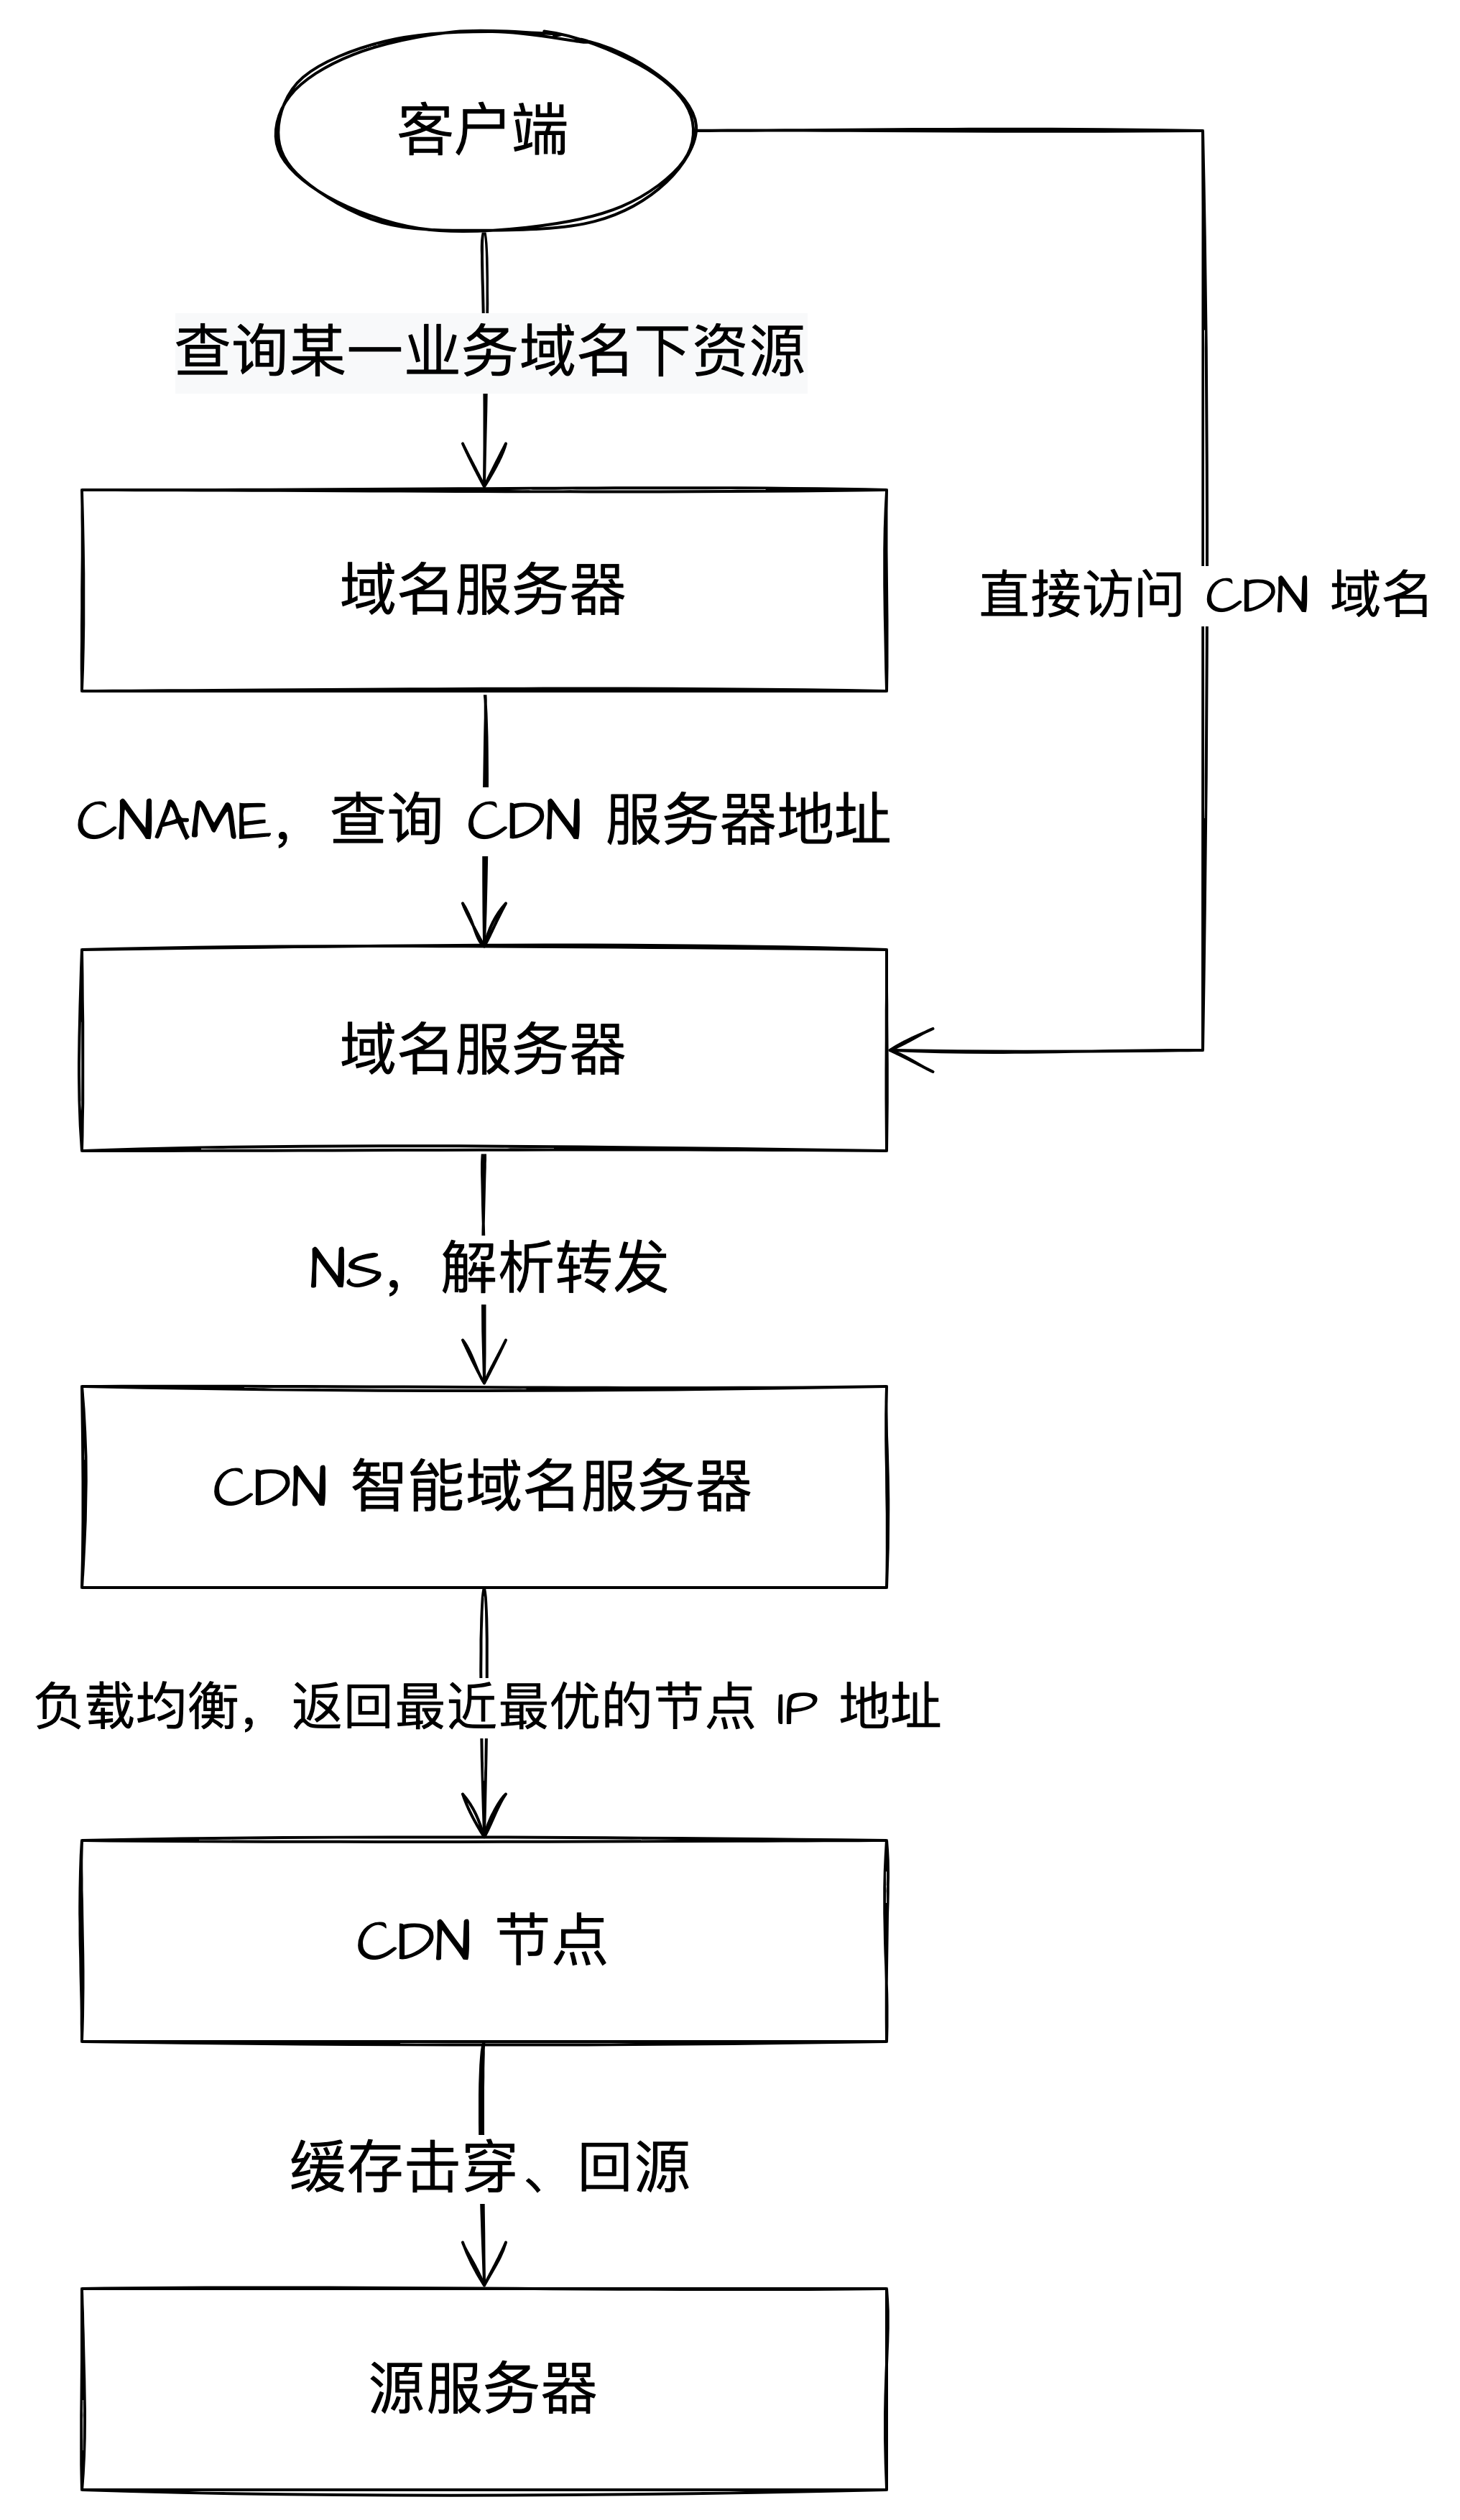 客户端
查询某一业务域名下资源
域名服务器
直接访问 CDN 域名
CNAME，查询 CDN 服务器地址
域名服务器
NS，解析转发
CDN 智能域名服务器
负载均衡，返回最近最优的节点 IP 地址
CDN 节点
缓存击穿、回源
源服务器